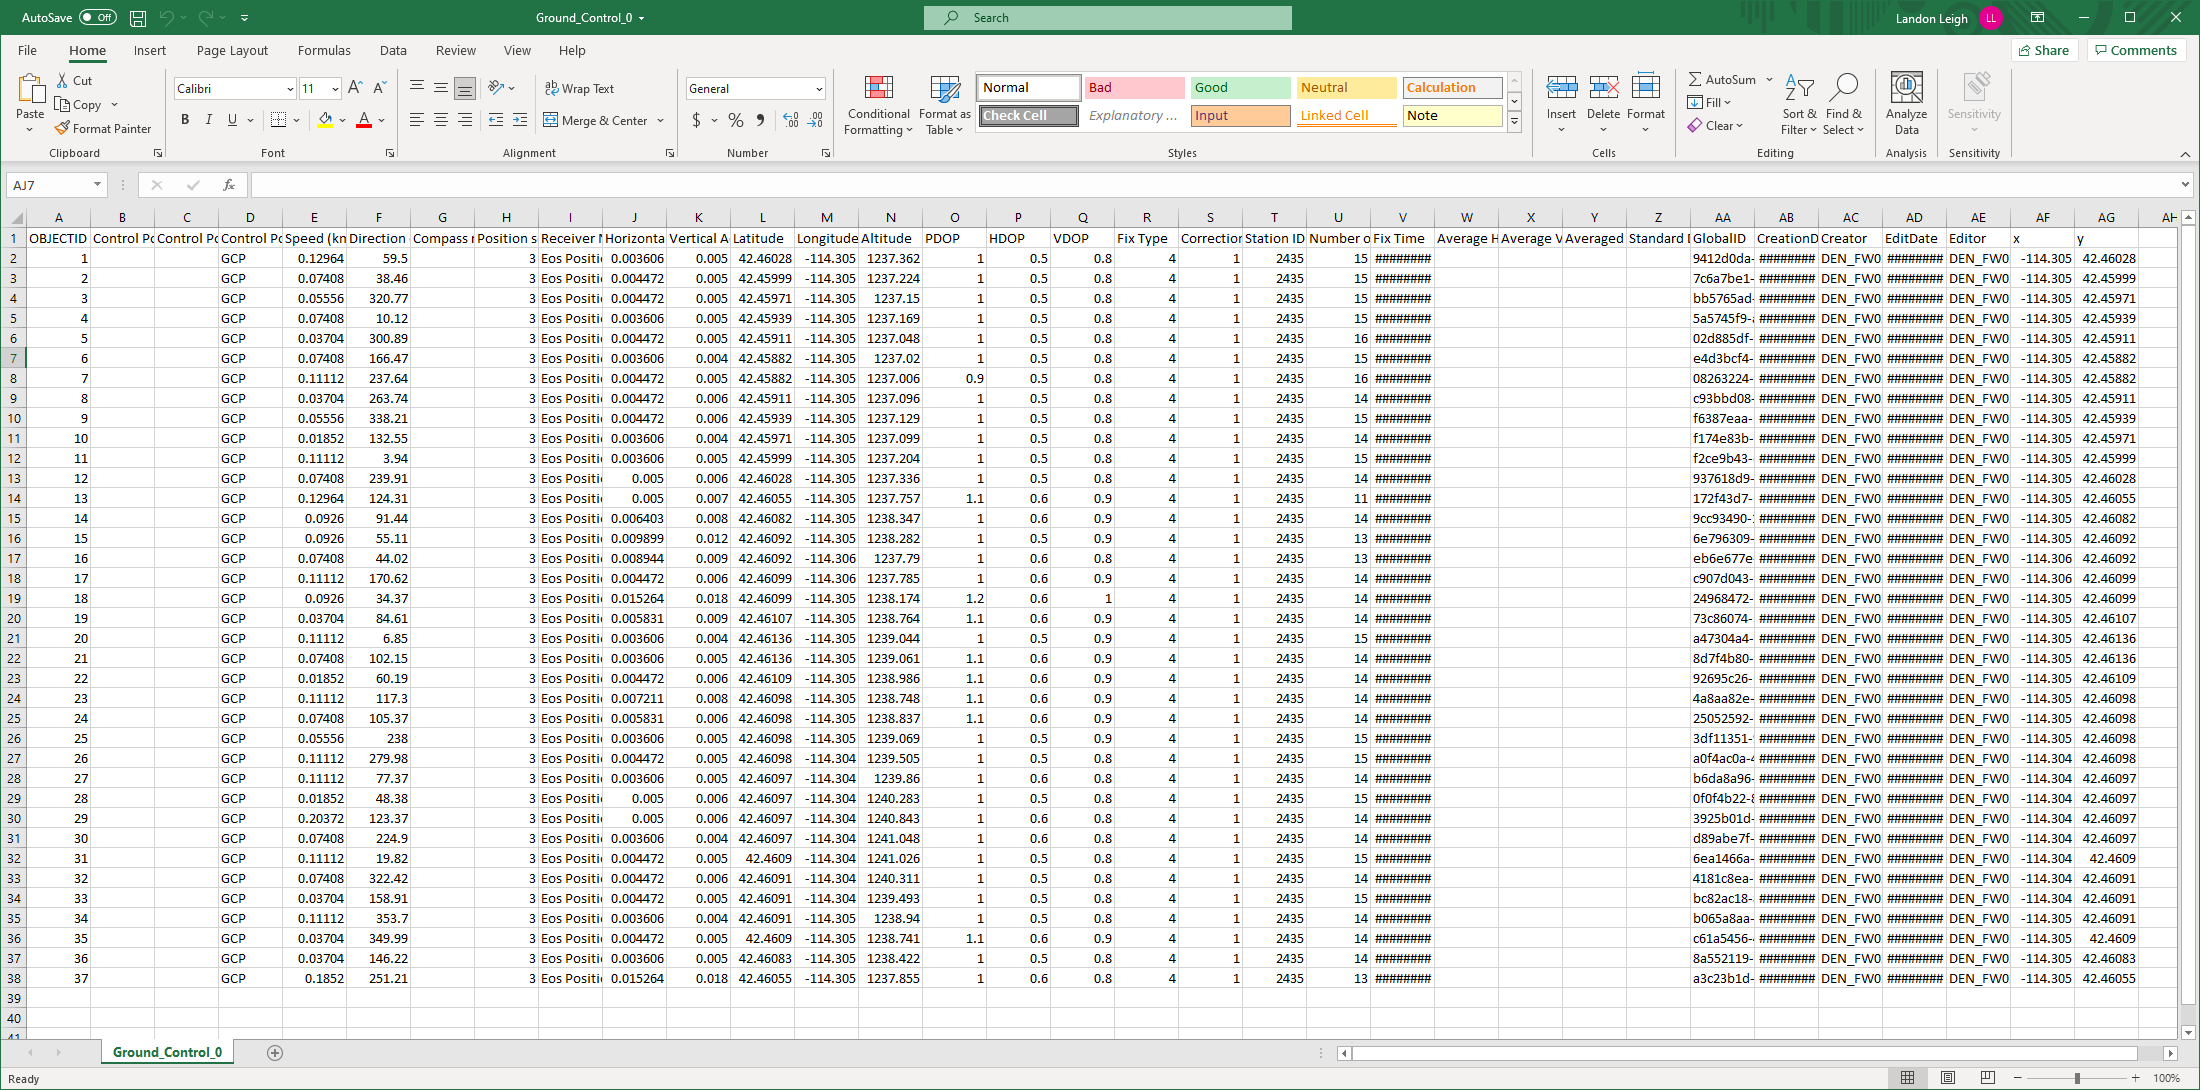 AutoSave Off Ground_Control_0 Search Landon Leigh LL
File Home Insert Page Layout Formulas Data Review View Help Share Comments
Paste Cut Copy Format Painter Clipboard
Calibri 11 A A B I U A Font
Wrap Text Merge & Center Alignment
General $ % 9 Number
Conditional Formatting Format as Table Normal Bad Good Neutral Calculation
Check Cell Explanatory ... Input Linked Cell Note Styles
Insert Delete Format Cells
AutoSum Fill Clear Sort & Filter Find & Select Editing
Analyze Data Analysis
Sensitivity Sensitivity
AJ7 fx
A B C D E F G H I J K L M N O P Q R S T U V W X Y Z AA AB AC AD AE AF AG AH
1 OBJECTID Control Po Control Po Control Po Speed (km Direction Compass r Position s Receiver N Horizonta Vertical A Latitude Longitude Altitude PDOP HDOP VDOP Fix Type Correction Station ID Number o Fix Time Average H Average V Averaged Standard D GlobalID CreationD Creator EditDate Editor x y
2 1 GCP 0.12964 59.5 3 Eos Positi 0.003606 0.005 42.46028 -114.305 1237.362 1 0.5 0.8 4 1 2435 15 ######## 9412d0da- ######## DEN_FW0 ######## DEN_FW0 -114.305 42.46028
3 2 GCP 0.07408 38.46 3 Eos Positi 0.004472 0.005 42.45999 -114.305 1237.224 1 0.5 0.8 4 1 2435 15 ######## 7c6a7be1- ######## DEN_FW0 ######## DEN_FW0 -114.305 42.45999
4 3 GCP 0.05556 320.77 3 Eos Positi 0.004472 0.005 42.45971 -114.305 1237.15 1 0.5 0.8 4 1 2435 15 ######## bb5765ad- ######## DEN_FW0 ######## DEN_FW0 -114.305 42.45971
5 4 GCP 0.07408 10.12 3 Eos Positi 0.003606 0.005 42.45939 -114.305 1237.169 1 0.5 0.8 4 1 2435 15 ######## 5a5745f9- ######## DEN_FW0 ######## DEN_FW0 -114.305 42.45939
6 5 GCP 0.03704 300.89 3 Eos Positi 0.004472 0.005 42.45911 -114.305 1237.048 1 0.5 0.8 4 1 2435 16 ######## 02d885df- ######## DEN_FW0 ######## DEN_FW0 -114.305 42.45911
7 6 GCP 0.07408 166.47 3 Eos Positi 0.003606 0.004 42.45882 -114.305 1237.02 1 0.5 0.8 4 1 2435 15 ######## e4d3bcf4- ######## DEN_FW0 ######## DEN_FW0 -114.305 42.45882
8 7 GCP 0.11112 237.64 3 Eos Positi 0.004472 0.005 42.45882 -114.305 1237.006 0.9 0.5 0.8 4 1 2435 16 ######## 08263224- ######## DEN_FW0 ######## DEN_FW0 -114.305 42.45882
9 8 GCP 0.03704 263.74 3 Eos Positi 0.004472 0.006 42.45911 -114.305 1237.096 1 0.5 0.8 4 1 2435 14 ######## c93bbd08- ######## DEN_FW0 ######## DEN_FW0 -114.305 42.45911
10 9 GCP 0.05556 338.21 3 Eos Positi 0.004472 0.006 42.45939 -114.305 1237.129 1 0.5 0.8 4 1 2435 15 ######## f6387eaa- ######## DEN_FW0 ######## DEN_FW0 -114.305 42.45939
11 10 GCP 0.01852 132.55 3 Eos Positi 0.003606 0.004 42.45971 -114.305 1237.099 1 0.5 0.8 4 1 2435 14 ######## f174e83b- ######## DEN_FW0 ######## DEN_FW0 -114.305 42.45971
12 11 GCP 0.11112 3.94 3 Eos Positi 0.003606 0.005 42.45999 -114.305 1237.204 1 0.5 0.8 4 1 2435 15 ######## f2ce9b43- ######## DEN_FW0 ######## DEN_FW0 -114.305 42.45999
13 12 GCP 0.07408 239.91 3 Eos Positi 0.005 0.006 42.46028 -114.305 1237.336 1 0.5 0.8 4 1 2435 14 ######## 937618d9- ######## DEN_FW0 ######## DEN_FW0 -114.305 42.46028
14 13 GCP 0.12964 124.31 3 Eos Positi 0.005 0.007 42.46055 -114.305 1237.757 1.1 0.6 0.9 4 1 2435 11 ######## 172f43d7- ######## DEN_FW0 ######## DEN_FW0 -114.305 42.46055
15 14 GCP 0.0926 91.44 3 Eos Positi 0.006403 0.008 42.46082 -114.305 1238.347 1 0.6 0.9 4 1 2435 14 ######## 9cc93490- ######## DEN_FW0 ######## DEN_FW0 -114.305 42.46082
16 15 GCP 0.0926 55.11 3 Eos Positi 0.009899 0.012 42.46092 -114.305 1238.282 1 0.5 0.9 4 1 2435 13 ######## 6e796309- ######## DEN_FW0 ######## DEN_FW0 -114.305 42.46092
17 16 GCP 0.07408 44.02 3 Eos Positi 0.008944 0.009 42.46092 -114.306 1237.79 1 0.6 0.8 4 1 2435 13 ######## eb6e677e- ######## DEN_FW0 ######## DEN_FW0 -114.306 42.46092
18 17 GCP 0.11112 170.62 3 Eos Positi 0.004472 0.006 42.46099 -114.306 1237.785 1 0.6 0.9 4 1 2435 14 ######## c907d043- ######## DEN_FW0 ######## DEN_FW0 -114.306 42.46099
19 18 GCP 0.0926 34.37 3 Eos Positi 0.015264 0.018 42.46099 -114.305 1238.174 1.2 0.6 1 4 1 2435 14 ######## 24968472- ######## DEN_FW0 ######## DEN_FW0 -114.305 42.46099
20 19 GCP 0.03704 84.61 3 Eos Positi 0.005831 0.009 42.46107 -114.305 1238.764 1.1 0.6 0.9 4 1 2435 14 ######## 73c86074- ######## DEN_FW0 ######## DEN_FW0 -114.305 42.46107
21 20 GCP 0.11112 6.85 3 Eos Positi 0.003606 0.004 42.46136 -114.305 1239.044 1 0.5 0.9 4 1 2435 15 ######## a47304a4- ######## DEN_FW0 ######## DEN_FW0 -114.305 42.46136
22 21 GCP 0.07408 102.15 3 Eos Positi 0.003606 0.005 42.46136 -114.305 1239.061 1.1 0.6 0.9 4 1 2435 14 ######## 8d7f4b80- ######## DEN_FW0 ######## DEN_FW0 -114.305 42.46136
23 22 GCP 0.01852 60.19 3 Eos Positi 0.004472 0.006 42.46109 -114.305 1238.986 1.1 0.6 0.9 4 1 2435 14 ######## 92695c26- ######## DEN_FW0 ######## DEN_FW0 -114.305 42.46109
24 23 GCP 0.11112 117.3 3 Eos Positi 0.007211 0.008 42.46098 -114.305 1238.748 1.1 0.6 0.9 4 1 2435 14 ######## 4a8aa82e- ######## DEN_FW0 ######## DEN_FW0 -114.305 42.46098
25 24 GCP 0.07408 105.37 3 Eos Positi 0.005831 0.006 42.46098 -114.305 1238.837 1.1 0.6 0.9 4 1 2435 14 ######## 25052592- ######## DEN_FW0 ######## DEN_FW0 -114.305 42.46098
26 25 GCP 0.05556 238 3 Eos Positi 0.003606 0.005 42.46098 -114.305 1239.069 1 0.5 0.9 4 1 2435 15 ######## 3df11351- ######## DEN_FW0 ######## DEN_FW0 -114.305 42.46098
27 26 GCP 0.11112 279.98 3 Eos Positi 0.004472 0.005 42.46098 -114.304 1239.505 1 0.5 0.8 4 1 2435 15 ######## a0f4ac0a- ######## DEN_FW0 ######## DEN_FW0 -114.304 42.46098
28 27 GCP 0.11112 77.37 3 Eos Positi 0.003606 0.005 42.46097 -114.304 1239.86 1 0.6 0.8 4 1 2435 14 ######## b6da8a96- ######## DEN_FW0 ######## DEN_FW0 -114.304 42.46097
29 28 GCP 0.01852 48.38 3 Eos Positi 0.005 0.006 42.46097 -114.304 1240.283 1 0.5 0.8 4 1 2435 15 ######## 0f0f4b22- ######## DEN_FW0 ######## DEN_FW0 -114.304 42.46097
30 29 GCP 0.20372 123.37 3 Eos Positi 0.005 0.006 42.46097 -114.304 1240.843 1 0.6 0.8 4 1 2435 14 ######## 3925b01d- ######## DEN_FW0 ######## DEN_FW0 -114.304 42.46097
31 30 GCP 0.07408 224.9 3 Eos Positi 0.003606 0.004 42.46097 -114.304 1241.048 1 0.6 0.8 4 1 2435 14 ######## d89abe7f- ######## DEN_FW0 ######## DEN_FW0 -114.304 42.46097
32 31 GCP 0.11112 19.82 3 Eos Positi 0.004472 0.005 42.4609 -114.304 1241.026 1 0.5 0.8 4 1 2435 15 ######## 6ea1466a- ######## DEN_FW0 ######## DEN_FW0 -114.304 42.4609
33 32 GCP 0.07408 322.42 3 Eos Positi 0.004472 0.006 42.46091 -114.304 1240.311 1 0.5 0.8 4 1 2435 14 ######## 4181c8ea- ######## DEN_FW0 ######## DEN_FW0 -114.304 42.46091
34 33 GCP 0.03704 158.91 3 Eos Positi 0.004472 0.005 42.46091 -114.304 1239.493 1 0.5 0.8 4 1 2435 15 ######## bc82ac18- ######## DEN_FW0 ######## DEN_FW0 -114.304 42.46091
35 34 GCP 0.11112 353.7 3 Eos Positi 0.003606 0.004 42.46091 -114.305 1238.94 1 0.5 0.8 4 1 2435 14 ######## b065a8aa- ######## DEN_FW0 ######## DEN_FW0 -114.305 42.46091
36 35 GCP 0.03704 349.99 3 Eos Positi 0.004472 0.005 42.4609 -114.305 1238.741 1.1 0.6 0.9 4 1 2435 14 ######## c61a5456- ######## DEN_FW0 ######## DEN_FW0 -114.305 42.4609
37 36 GCP 0.03704 146.22 3 Eos Positi 0.003606 0.005 42.46083 -114.305 1238.422 1 0.5 0.8 4 1 2435 14 ######## 8a552119- ######## DEN_FW0 ######## DEN_FW0 -114.305 42.46083
38 37 GCP 0.1852 251.21 3 Eos Positi 0.015264 0.018 42.46055 -114.305 1237.855 1 0.6 0.8 4 1 2435 13 ######## a3c23b1d- ######## DEN_FW0 ######## DEN_FW0 -114.305 42.46055
39
40
41
Ground_Control_0
Ready 100%